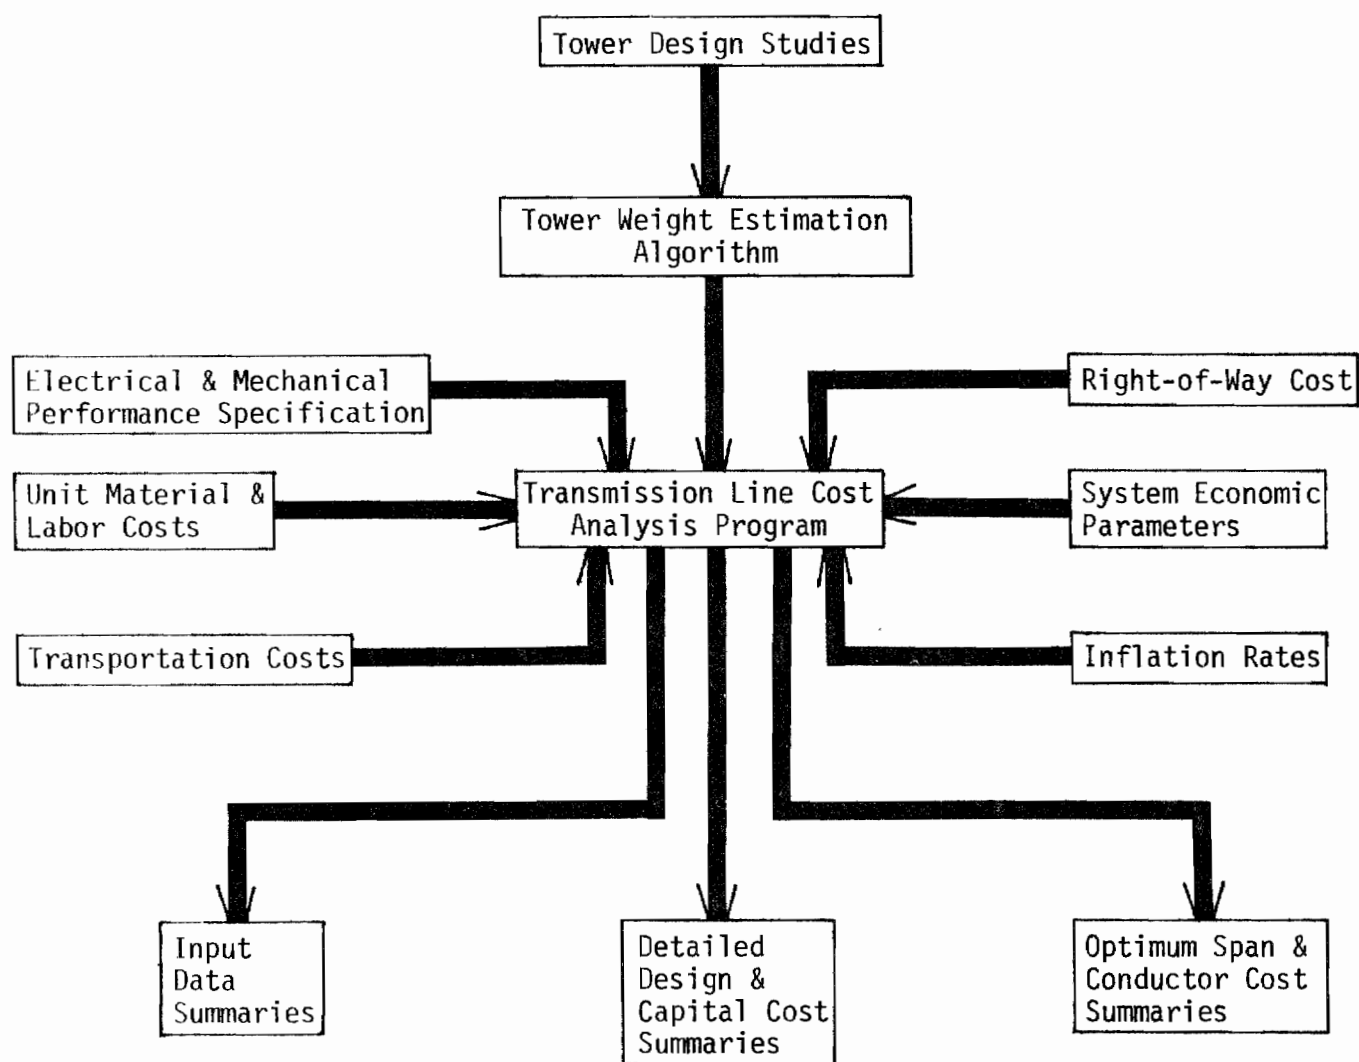 Tower Design Studies
Tower Weight Estimation
Algorithm
Electrical & Mechanical
Performance Specification
Right-of-Way Cost
Unit Material &
Labor Costs
Transmission Line Cost
Analysis Program
System Economic
Parameters
Transportation Costs
Inflation Rates
Input
Data
Summaries
Detailed
Design &
Capital Cost
Summaries
Optimum Span &
Conductor Cost
Summaries